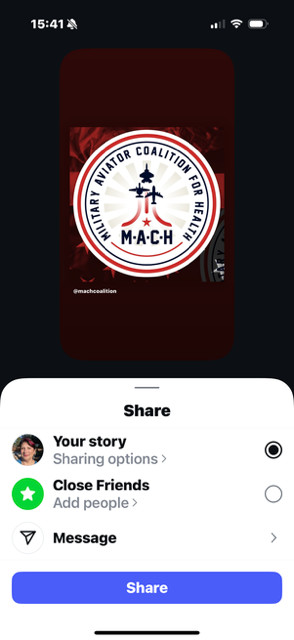 15:41
MILITARY AVIATOR COALITION FOR HEALTH
M·A·C·H
@machcoalition
Share
Your story
Sharing options
Close Friends
Add people
Message
Share